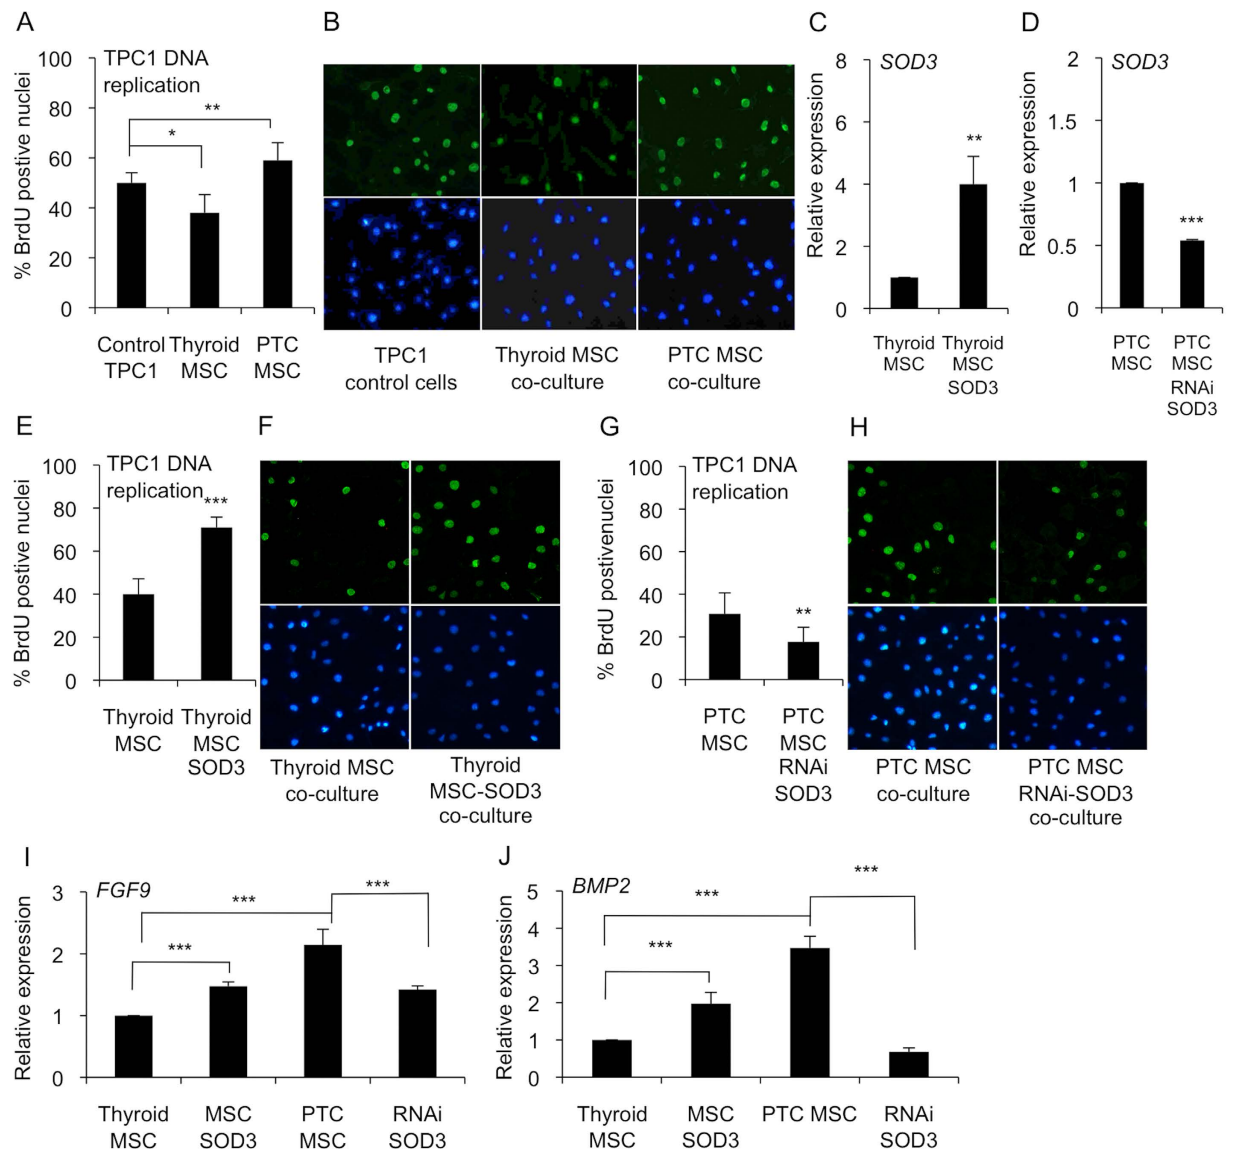 A
TPC1 DNA
replication
% BrdU postive nuclei
100
80
60
40
20
0
*
**
Control
TPC1
Thyroid
MSC
PTC
MSC
B
TPC1
control cells
Thyroid MSC
co-culture
PTC MSC
co-culture
C
SOD3
Relative expression
8
6
4
2
0
**
Thyroid
MSC
Thyroid
MSC
SOD3
D
SOD3
Relative expression
2
1.5
1
0.5
0
***
PTC
MSC
PTC
MSC
RNAi
SOD3
E
TPC1 DNA
replication
% BrdU postive nuclei
100
80
60
40
20
0
***
Thyroid
MSC
Thyroid
MSC
SOD3
F
Thyroid MSC
co-culture
Thyroid
MSC-SOD3
co-culture
G
TPC1 DNA
replication
% BrdU postivenuclei
100
80
60
40
20
0
**
PTC
MSC
PTC
MSC
RNAi
SOD3
H
PTC MSC
co-culture
PTC MSC
RNAi-SOD3
co-culture
I
FGF9
Relative expression
3
2
1
0
***
***
***
Thyroid
MSC
MSC
SOD3
PTC
MSC
RNAi
SOD3
J
BMP2
Relative expression
5
4
3
2
1
0
***
***
***
Thyroid
MSC
MSC
SOD3
PTC MSC
RNAi
SOD3